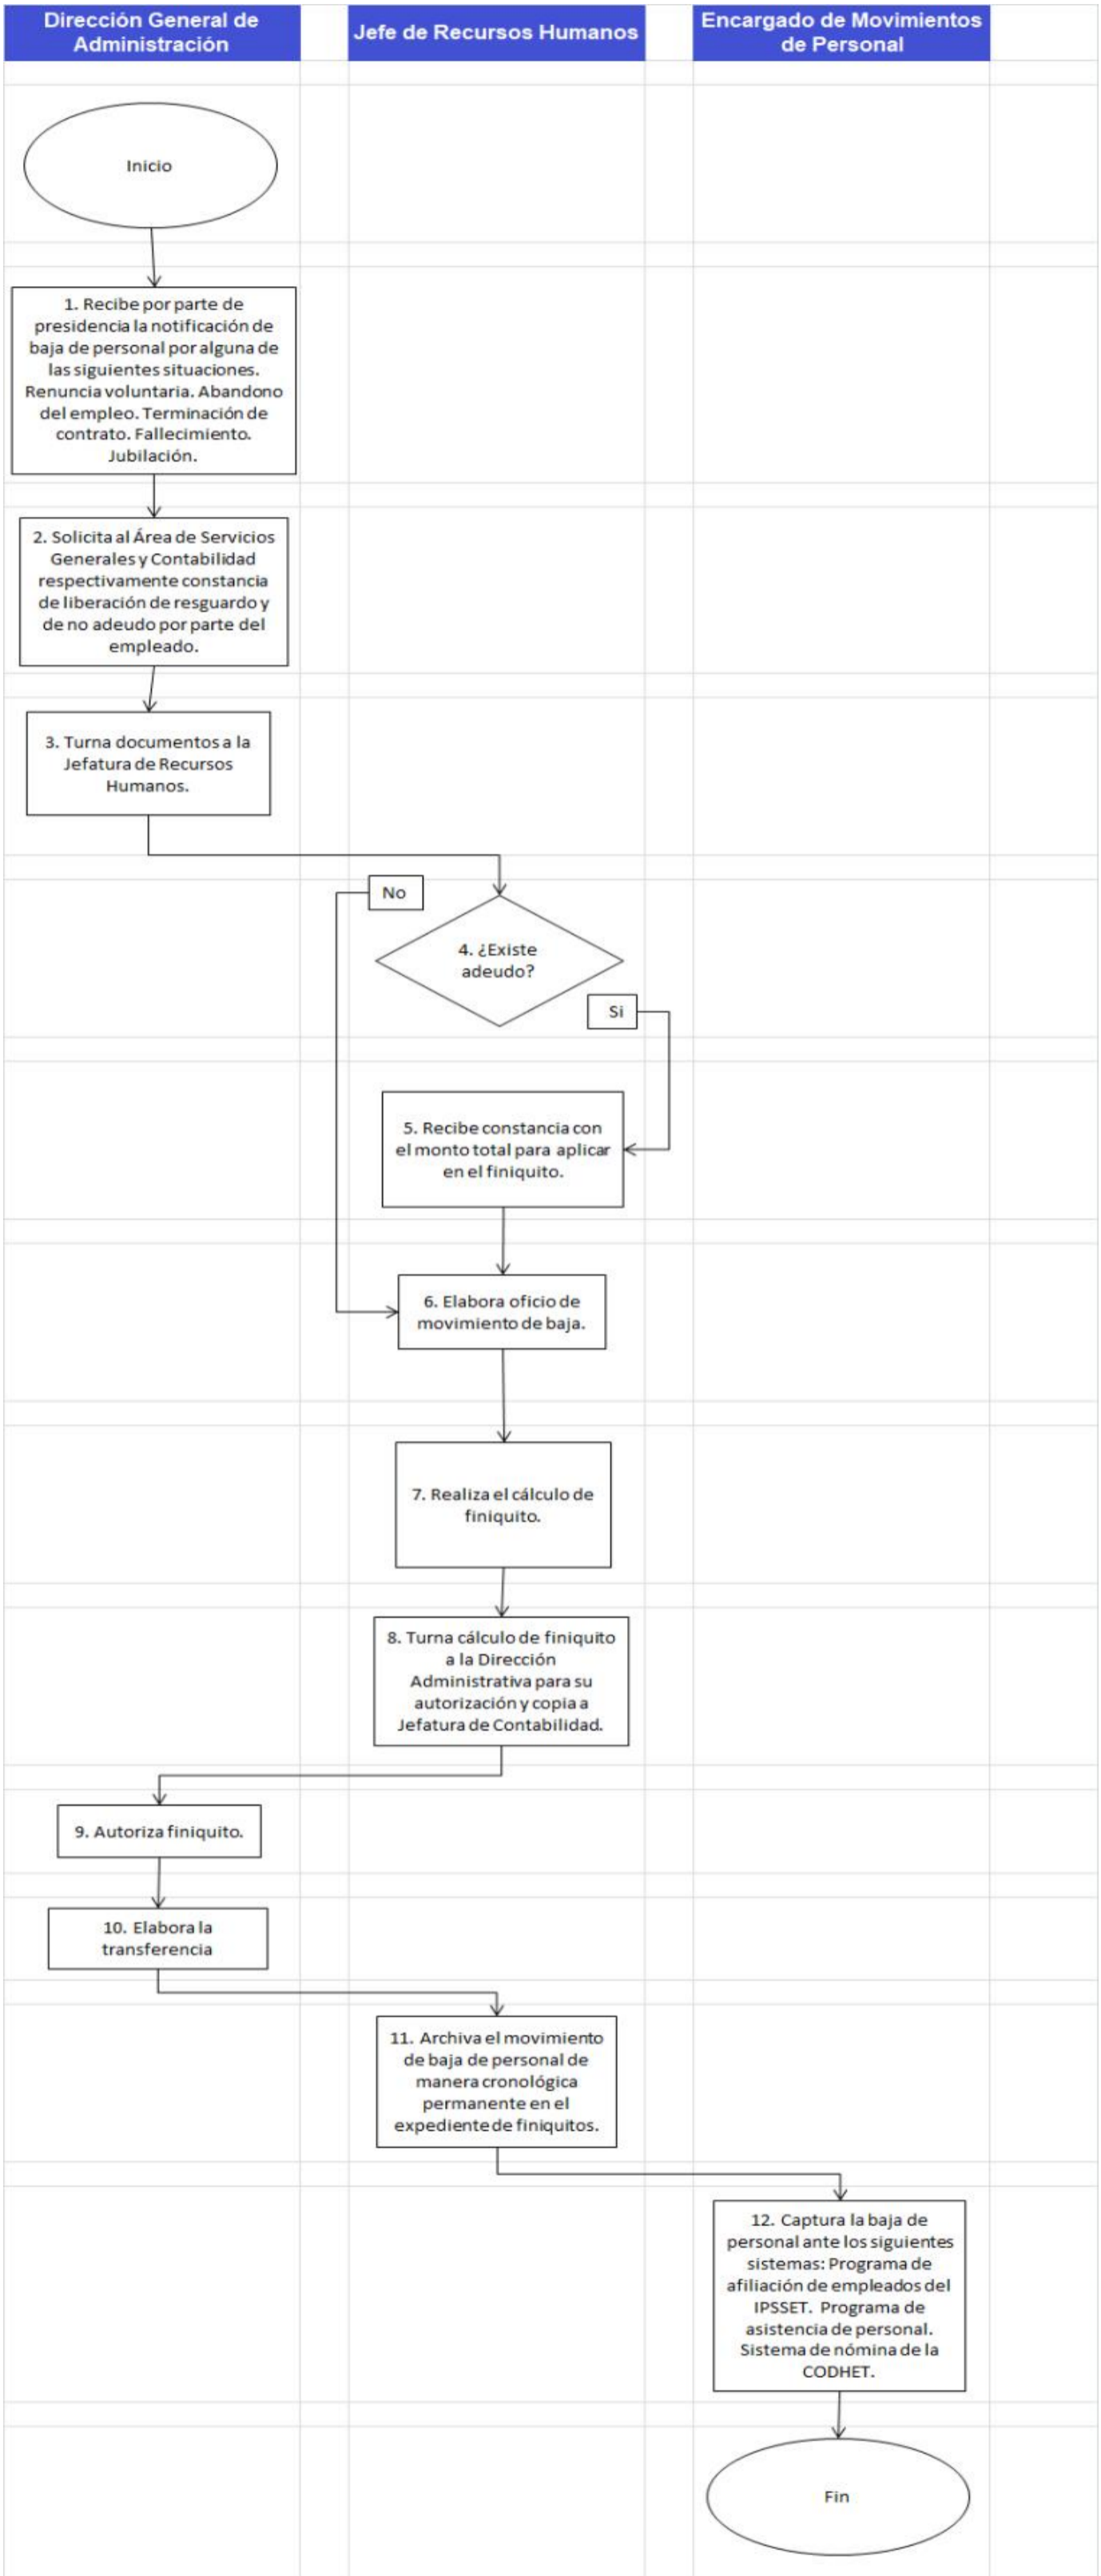 Dirección General de
Administración
Jefe de Recursos Humanos
Encargado de Movimientos
de Personal
Inicio
1. Recibe por parte de
presidencia la notificación de
baja de personal por alguna de
las siguientes situaciones.
Renuncia voluntaria. Abandono
del empleo. Terminación de
contrato. Fallecimiento.
Jubilación.
2. Solicita al Área de Servicios
Generales y Contabilidad
respectivamente constancia
de liberación de resguardo y
de no adeudo por parte del
empleado.
3. Turna documentos a la
Jefatura de Recursos
Humanos.
No
4. ¿Existe
adeudo?
Si
5. Recibe constancia con
el monto total para aplicar
en el finiquito.
6. Elabora oficio de
movimiento de baja.
7. Realiza el cálculo de
finiquito.
8. Turna cálculo de finiquito
a la Dirección
Administrativa para su
autorización y copia a
Jefatura de Contabilidad.
9. Autoriza finiquito.
10. Elabora la
transferencia
11. Archiva el movimiento
de baja de personal de
manera cronológica
permanente en el
expediente de finiquitos.
12. Captura la baja de
personal ante los siguientes
sistemas: Programa de
afiliación de empleados del
IPSSET. Programa de
asistencia de personal.
Sistema de nómina de la
CODHET.
Fin